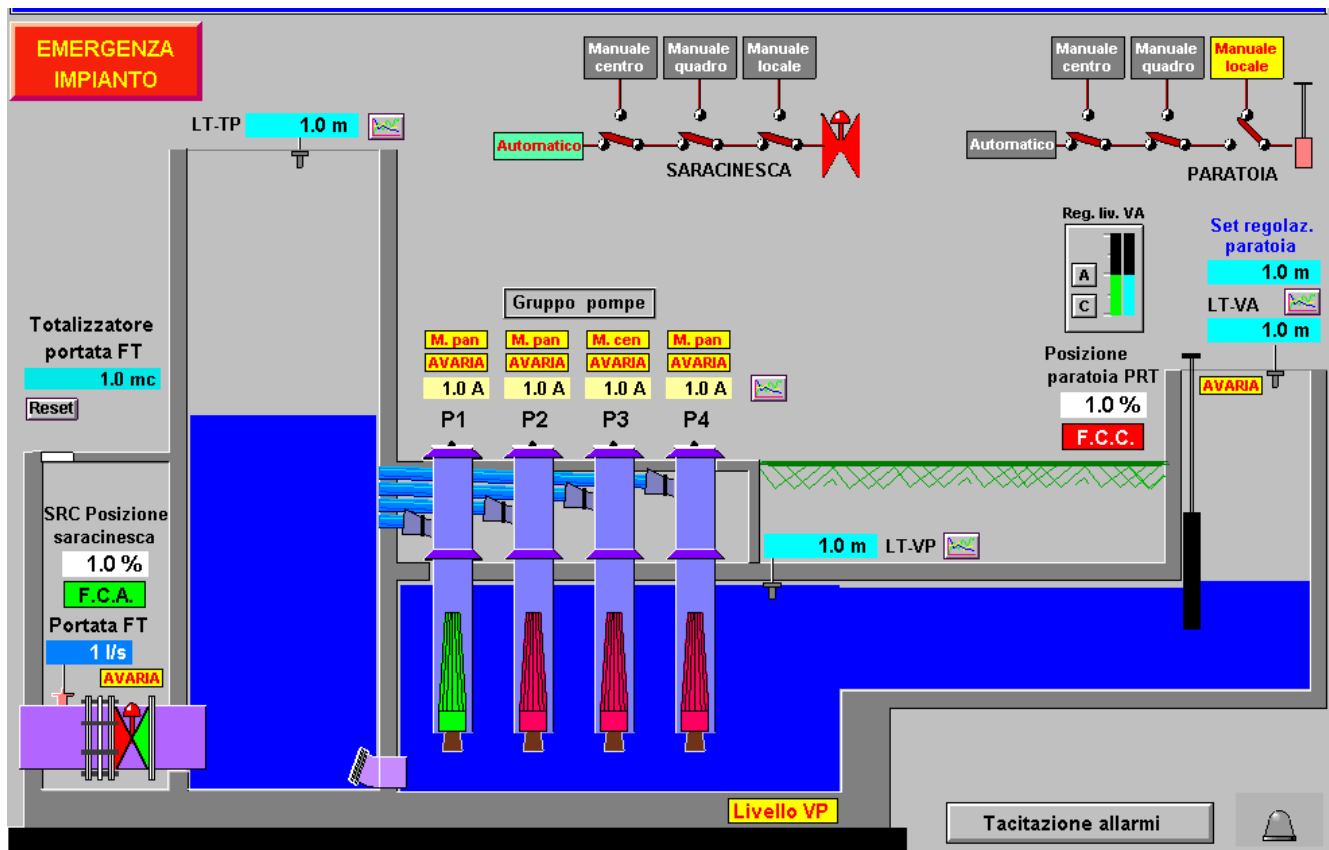 EMERGENZA
IMPIANTO
Manuale
centro
Manuale
quadro
Manuale
locale
Automatico
SARACINESCA
Manuale
centro
Manuale
quadro
Manuale
locale
Automatico
PARATOIA
LT-TP 1.0 m
Reg. liv. VA
A
C
Set regolaz.
paratoia
1.0 m
LT-VA
1.0 m
Gruppo pompe
M. pan M. pan M. cen M. pan
AVARIA AVARIA AVARIA AVARIA
1.0 A 1.0 A 1.0 A 1.0 A
P1 P2 P3 P4
Totalizzatore
portata FT
1.0 mc
Reset
Posizione
paratoia PRT
1.0 %
F.C.C.
AVARIA
SRC Posizione
saracinesca
1.0 %
F.C.A.
Portata FT
1 l/s
AVARIA
1.0 m LT-VP
Livello VP
Tacitazione allarmi